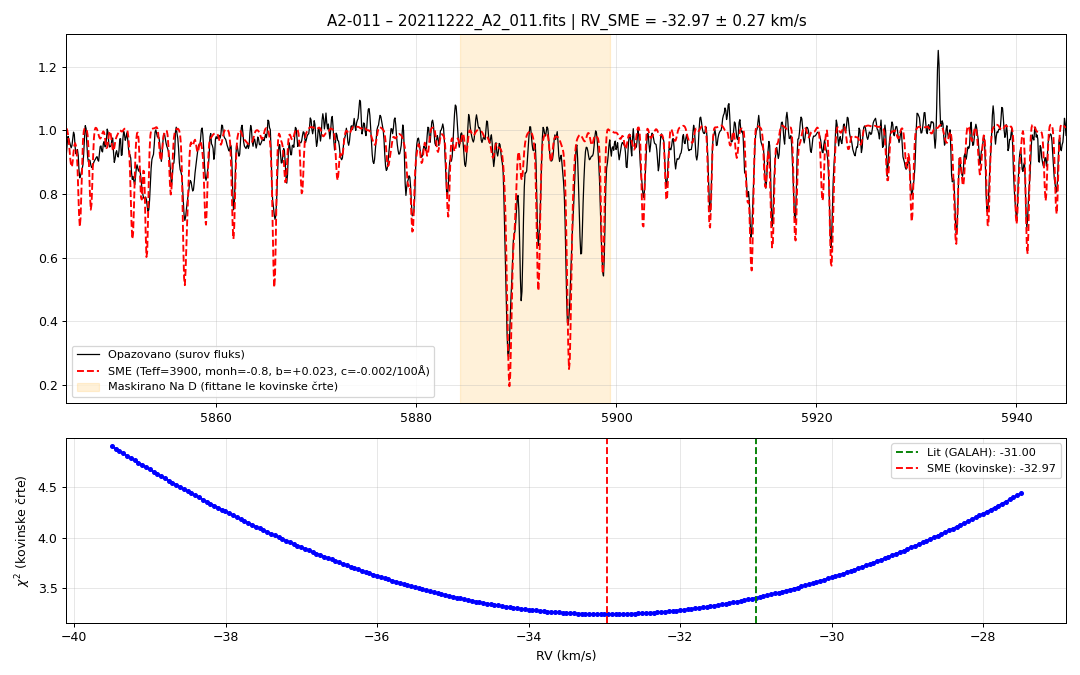 A2-011 – 20211222_A2_011.fits | RV_SME = -32.97 ± 0.27 km/s
1.2
1.0
0.8
0.6
0.4
0.2
Opazovano (surov fluks)
SME (Teff=3900, monh=-0.8, b=+0.023, c=-0.002/100Å)
Maskirano Na D (fittane le kovinske črte)
5860 5880 5900 5920 5940
χ² (kovinske črte)
4.5
4.0
3.5
Lit (GALAH): -31.00
SME (kovinske): -32.97
−40 −38 −36 −34 −32 −30 −28
RV (km/s)